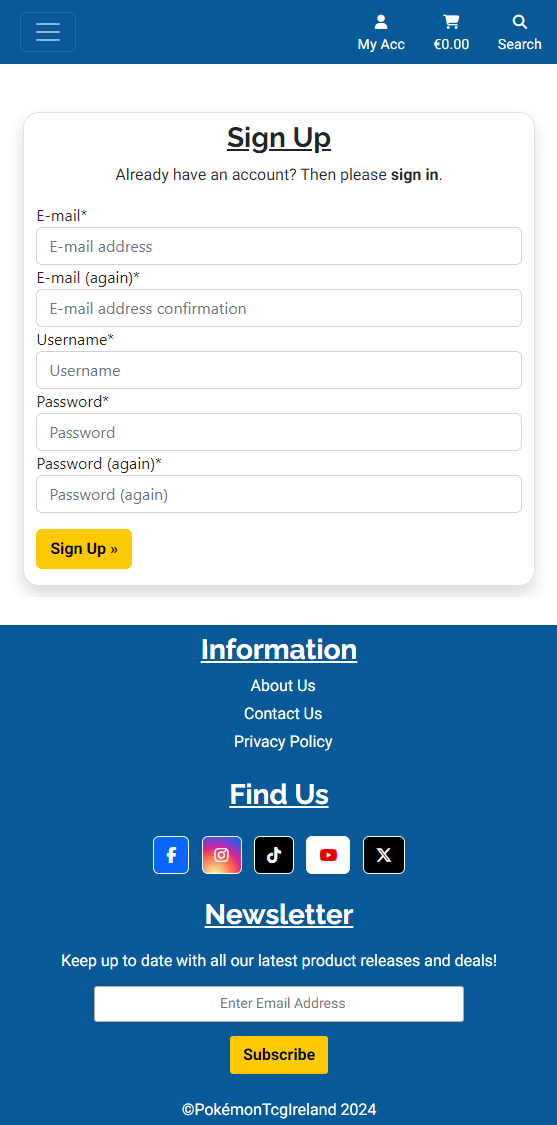 My Acc €0.00 Search
Sign Up
Already have an account? Then please sign in.
E-mail*
E-mail address
E-mail (again)*
E-mail address confirmation
Username*
Username
Password*
Password
Password (again)*
Password (again)
Sign Up »
Information
About Us
Contact Us
Privacy Policy
Find Us
Newsletter
Keep up to date with all our latest product releases and deals!
Enter Email Address
Subscribe
©PokémonTcgIreland 2024